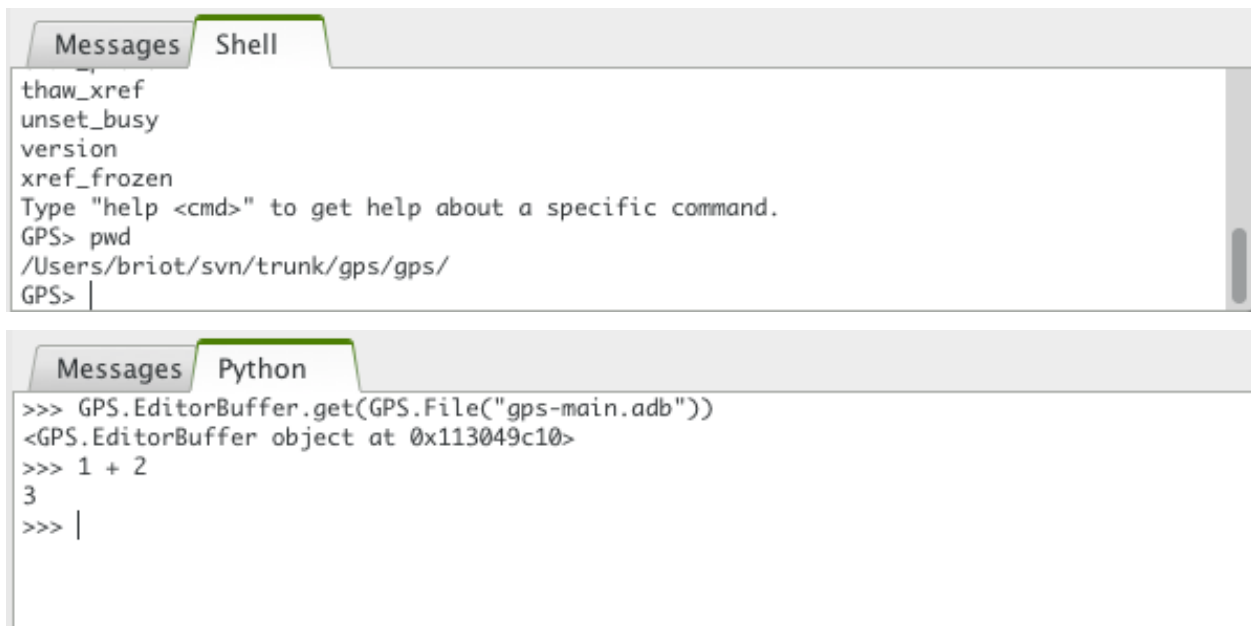 Messages Shell
thaw_xref
unset_busy
version
xref_frozen
Type "help <cmd>" to get help about a specific command.
GPS> pwd
/Users/briot/svn/trunk/gps/gps/
GPS>
Messages Python
>>> GPS.EditorBuffer.get(GPS.File("gps-main.adb"))
<GPS.EditorBuffer object at 0x113049c10>
>>> 1 + 2
3
>>>